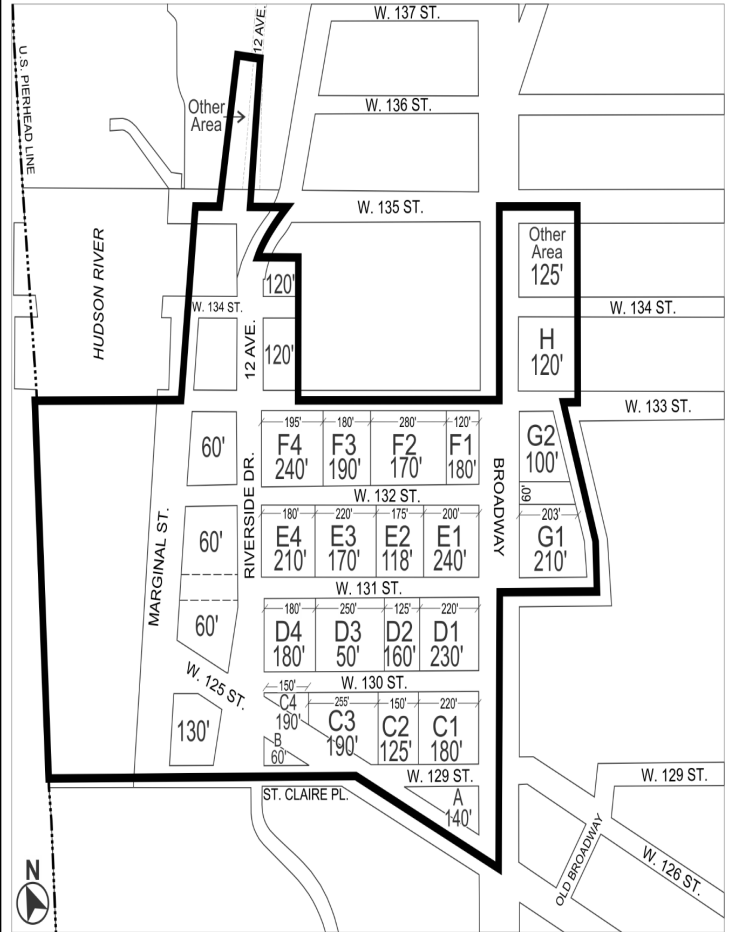 W. 137 ST.
12 AVE.
U.S. PIERHEAD LINE
Other
Area
W. 136 ST.
W. 135 ST.
HUDSON RIVER
Other
Area
125'
120'
W. 134 ST.
W. 134 ST.
12 AVE.
120'
H
120'
W. 133 ST.
60'
RIVERSIDE DR.
195'
F4
240'
180'
F3
190'
280'
F2
170'
120'
F1
180'
BROADWAY
G2
100'
60'
W. 132 ST.
MARGINAL ST.
60'
180'
E4
210'
220'
E3
170'
175'
E2
118'
200'
E1
240'
203'
G1
210'
W. 131 ST.
60'
180'
D4
180'
250'
D3
50'
125'
D2
160'
220'
D1
230'
W. 125 ST.
W. 130 ST.
130'
150'
C4
190'
B
60'
255'
C3
190'
150'
C2
125'
220'
C1
180'
W. 129 ST.
W. 129 ST.
ST. CLAIRE PL.
A
140'
OLD BROADWAY
W. 126 ST.
N